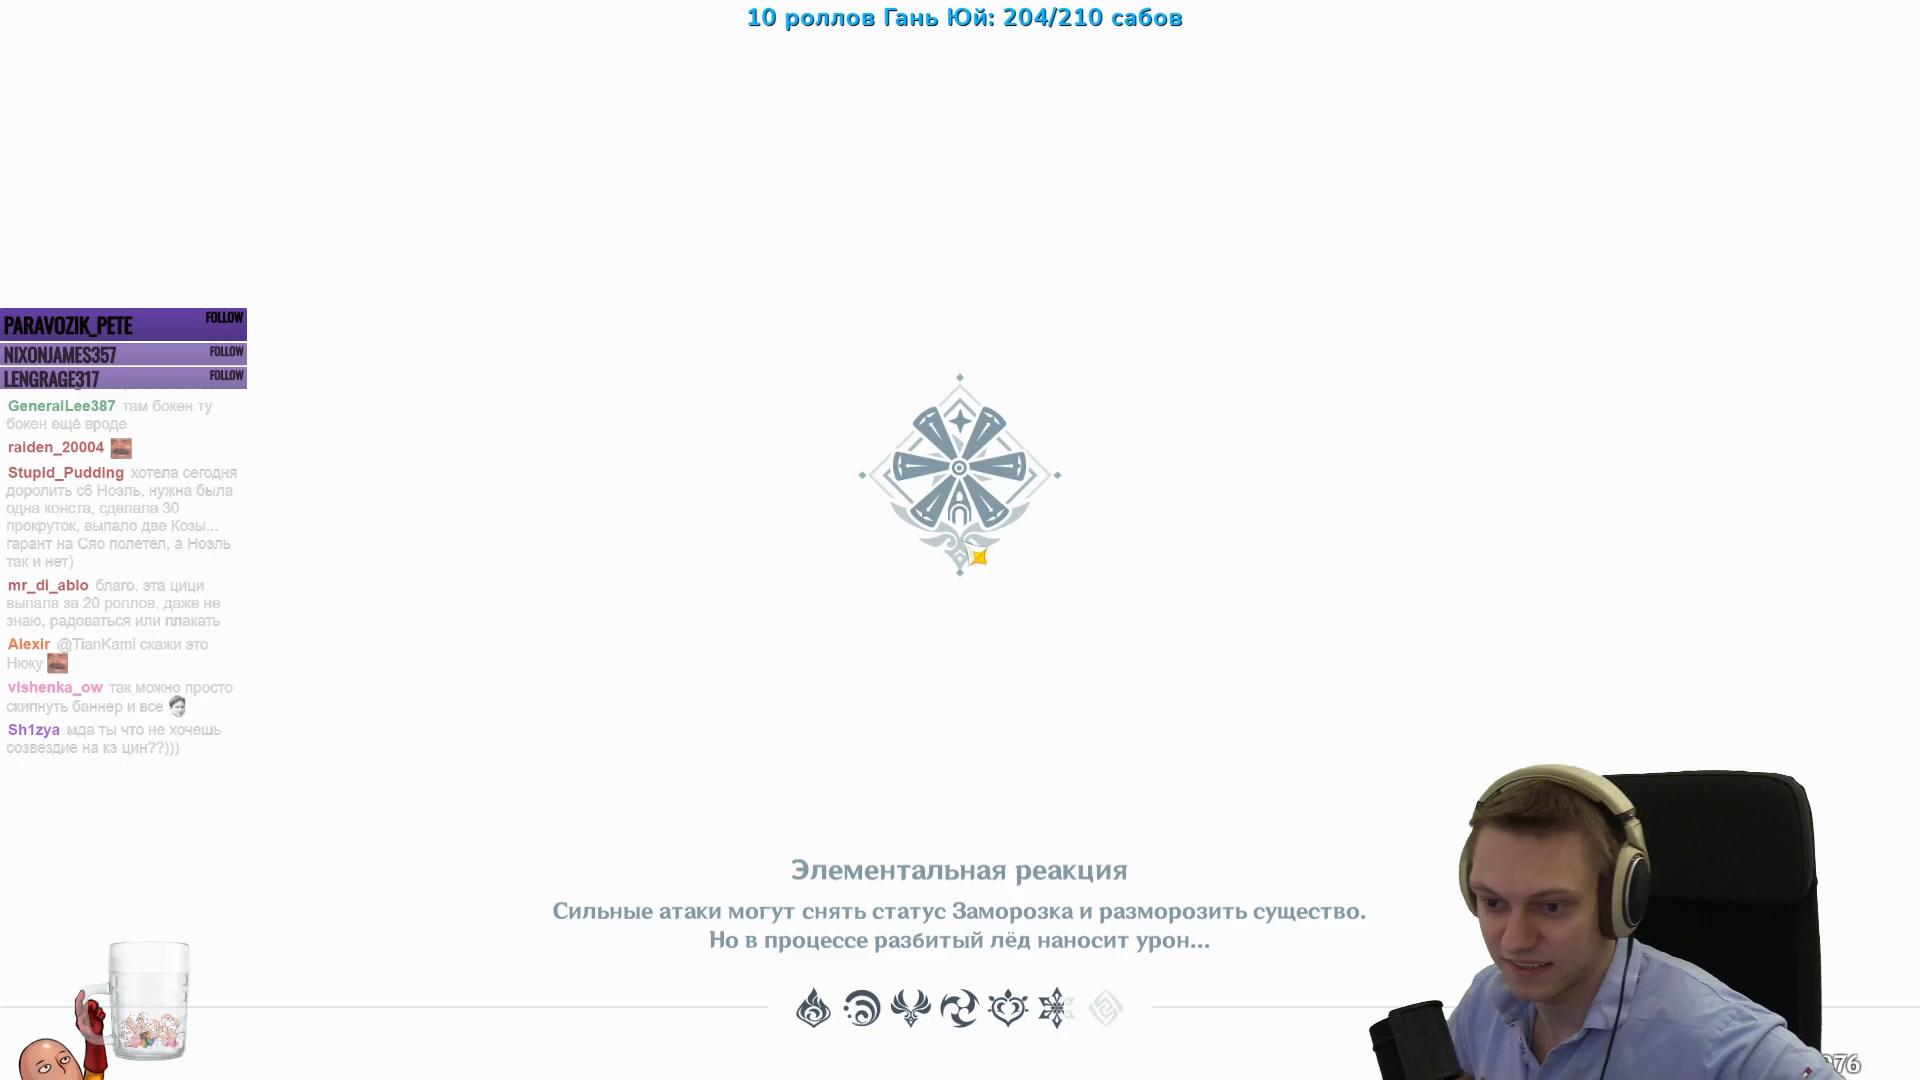 10 роллов Гань Юй: 204/210 сабов
PARAVOZIK_PETE FOLLOW
NIXONJAMES357 FOLLOW
LENGRAGE317 FOLLOW
GeneralLee387 там бокен ту
бокен ещё вроде
raiden_20004
Stupid_Pudding хотела сегодня
доролить с6 Ноэль, нужна была
одна конста, сделала 30
прокруток, выпало две Козы...
гарант на Сяо полетел, а Ноэль
так и нет)
mr_di_ablo благо, эта цици
выпала за 20 роллов, даже не
знаю, радоваться или плакать
Alexir @TianKami скажи это
Нюку
vishenka_ow так можно просто
скипнуть баннер и все
Sh1zya мда ты что не хочешь
созвездие на кэ цин??)))
Элементальная реакция
Сильные атаки могут снять статус Заморозка и разморозить существо.
Но в процессе разбитый лёд наносит урон...